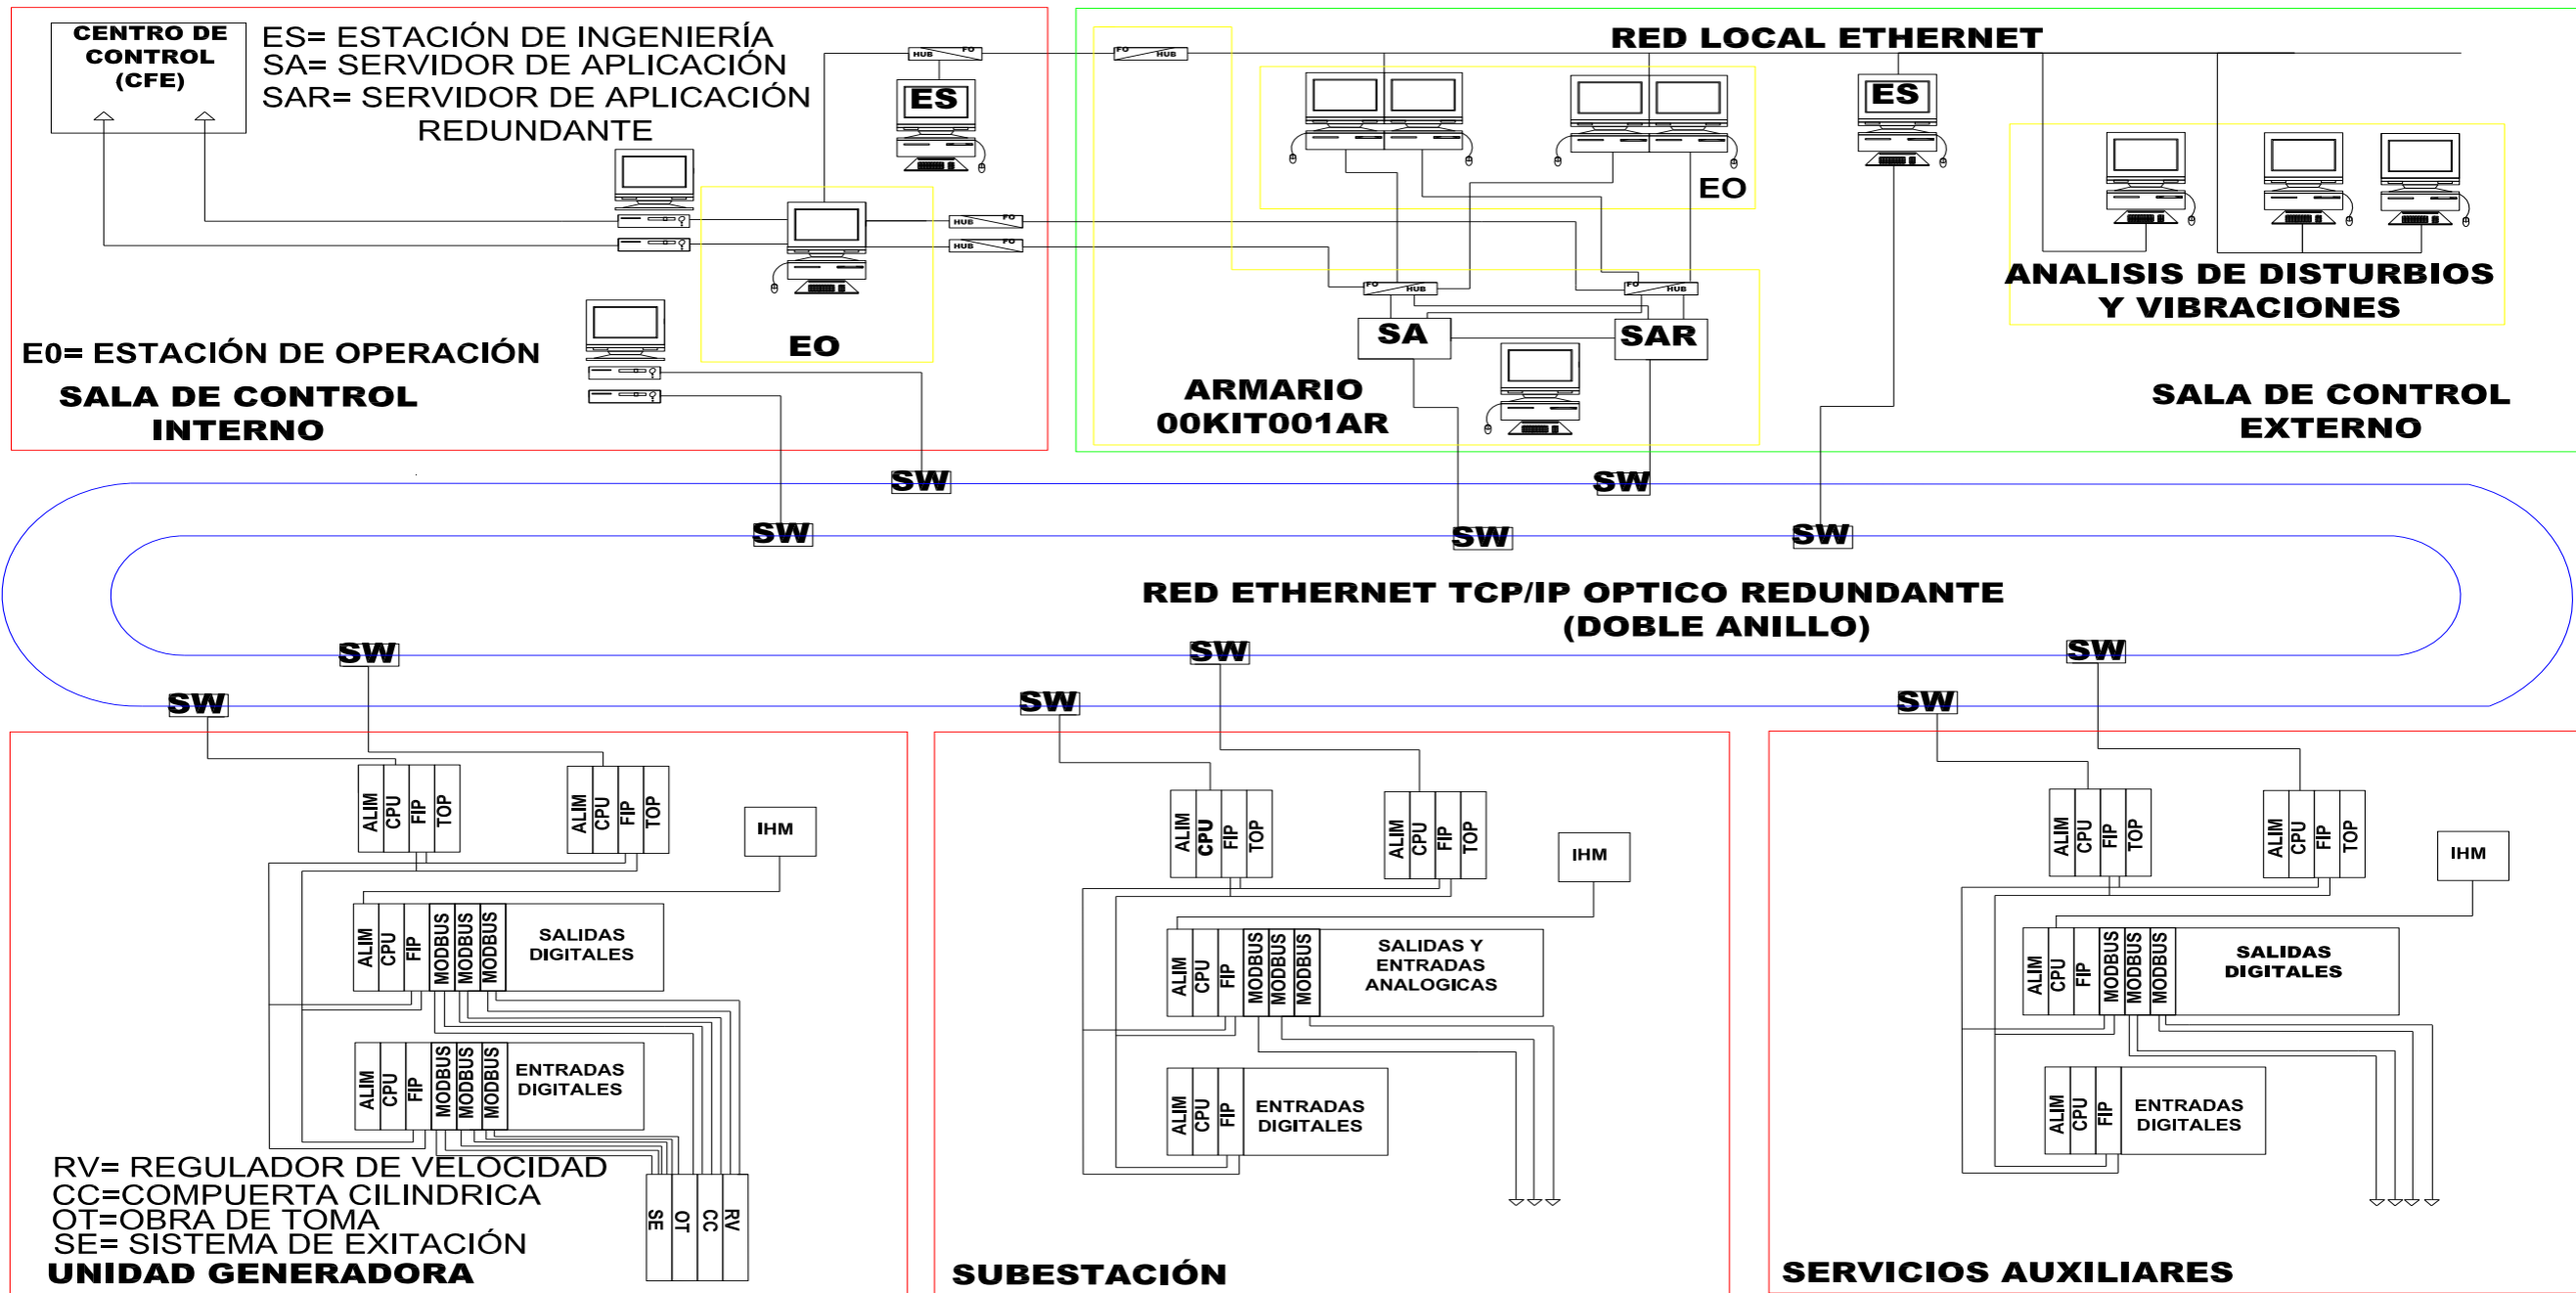 CENTRO DE
CONTROL
(CFE)
ES= ESTACIÓN DE INGENIERÍA
SA= SERVIDOR DE APLICACIÓN
SAR= SERVIDOR DE APLICACIÓN
REDUNDANTE
HUB FO
ES
FO HUB
RED LOCAL ETHERNET
ES
EO
HUB FO
HUB FO
EO
E0= ESTACIÓN DE OPERACIÓN
SALA DE CONTROL
INTERNO
FO HUB
FO HUB
SA
SAR
ARMARIO
00KIT001AR
ANALISIS DE DISTURBIOS
Y VIBRACIONES
SALA DE CONTROL
EXTERNO
SW
SW
SW
SW
SW
RED ETHERNET TCP/IP OPTICO REDUNDANTE
(DOBLE ANILLO)
SW
SW
SW
SW
SW
SW
ALIM CPU FIP TOP
ALIM CPU FIP TOP
IHM
ALIM CPU FIP MODBUS MODBUS MODBUS
SALIDAS
DIGITALES
ALIM CPU FIP MODBUS MODBUS MODBUS
ENTRADAS
DIGITALES
RV= REGULADOR DE VELOCIDAD
CC=COMPUERTA CILINDRICA
OT=OBRA DE TOMA
SE= SISTEMA DE EXITACIÓN
SE OT CC RV
UNIDAD GENERADORA
ALIM CPU FIP TOP
ALIM CPU FIP TOP
IHM
ALIM CPU FIP MODBUS MODBUS MODBUS
SALIDAS Y
ENTRADAS
ANALOGICAS
ALIM CPU FIP
ENTRADAS
DIGITALES
SUBESTACIÓN
ALIM CPU FIP TOP
ALIM CPU FIP TOP
IHM
ALIM CPU FIP MODBUS MODBUS MODBUS
SALIDAS
DIGITALES
ALIM CPU FIP
ENTRADAS
DIGITALES
SERVICIOS AUXILIARES